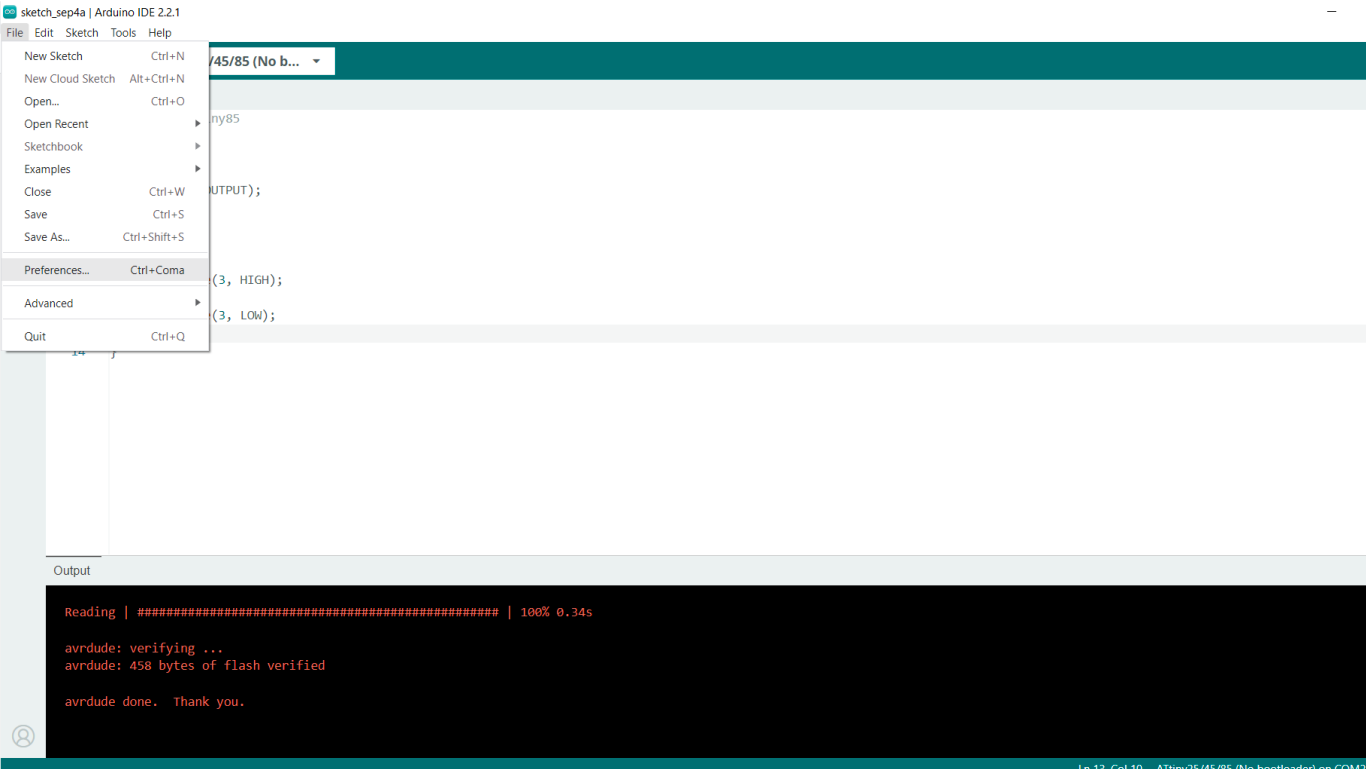 sketch_sep4a | Arduino IDE 2.2.1
File Edit Sketch Tools Help
New Sketch Ctrl+N
New Cloud Sketch Alt+Ctrl+N
Open... Ctrl+O
Open Recent
Sketchbook
Examples
Close Ctrl+W
Save Ctrl+S
Save As... Ctrl+Shift+S
Preferences... Ctrl+Coma
Advanced
Quit Ctrl+Q
/45/85 (No b...
ny85
OUTPUT);
(3, HIGH);
(3, LOW);
14 }
Output
Reading | ################################################## | 100% 0.34s
avrdude: verifying ...
avrdude: 458 bytes of flash verified
avrdude done. Thank you.
Ln 13, Col 10 ATtiny25/45/85 (No bootloader) on COM